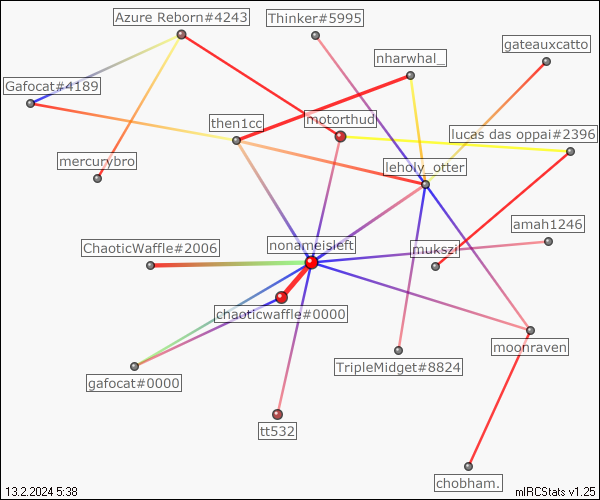 Azure Reborn#4243
Thinker#5995
gateauxcatto
nharwhal_
Gafocat#4189
then1cc
motorthud
lucas das oppai#2396
mercurybro
leholy_otter
amah1246
ChaoticWaffle#2006
nonameisleft
mukszi
chaoticwaffle#0000
moonraven
TripleMidget#8824
gafocat#0000
tt532
chobham.
13.2.2024 5:38
mIRCStats v1.25